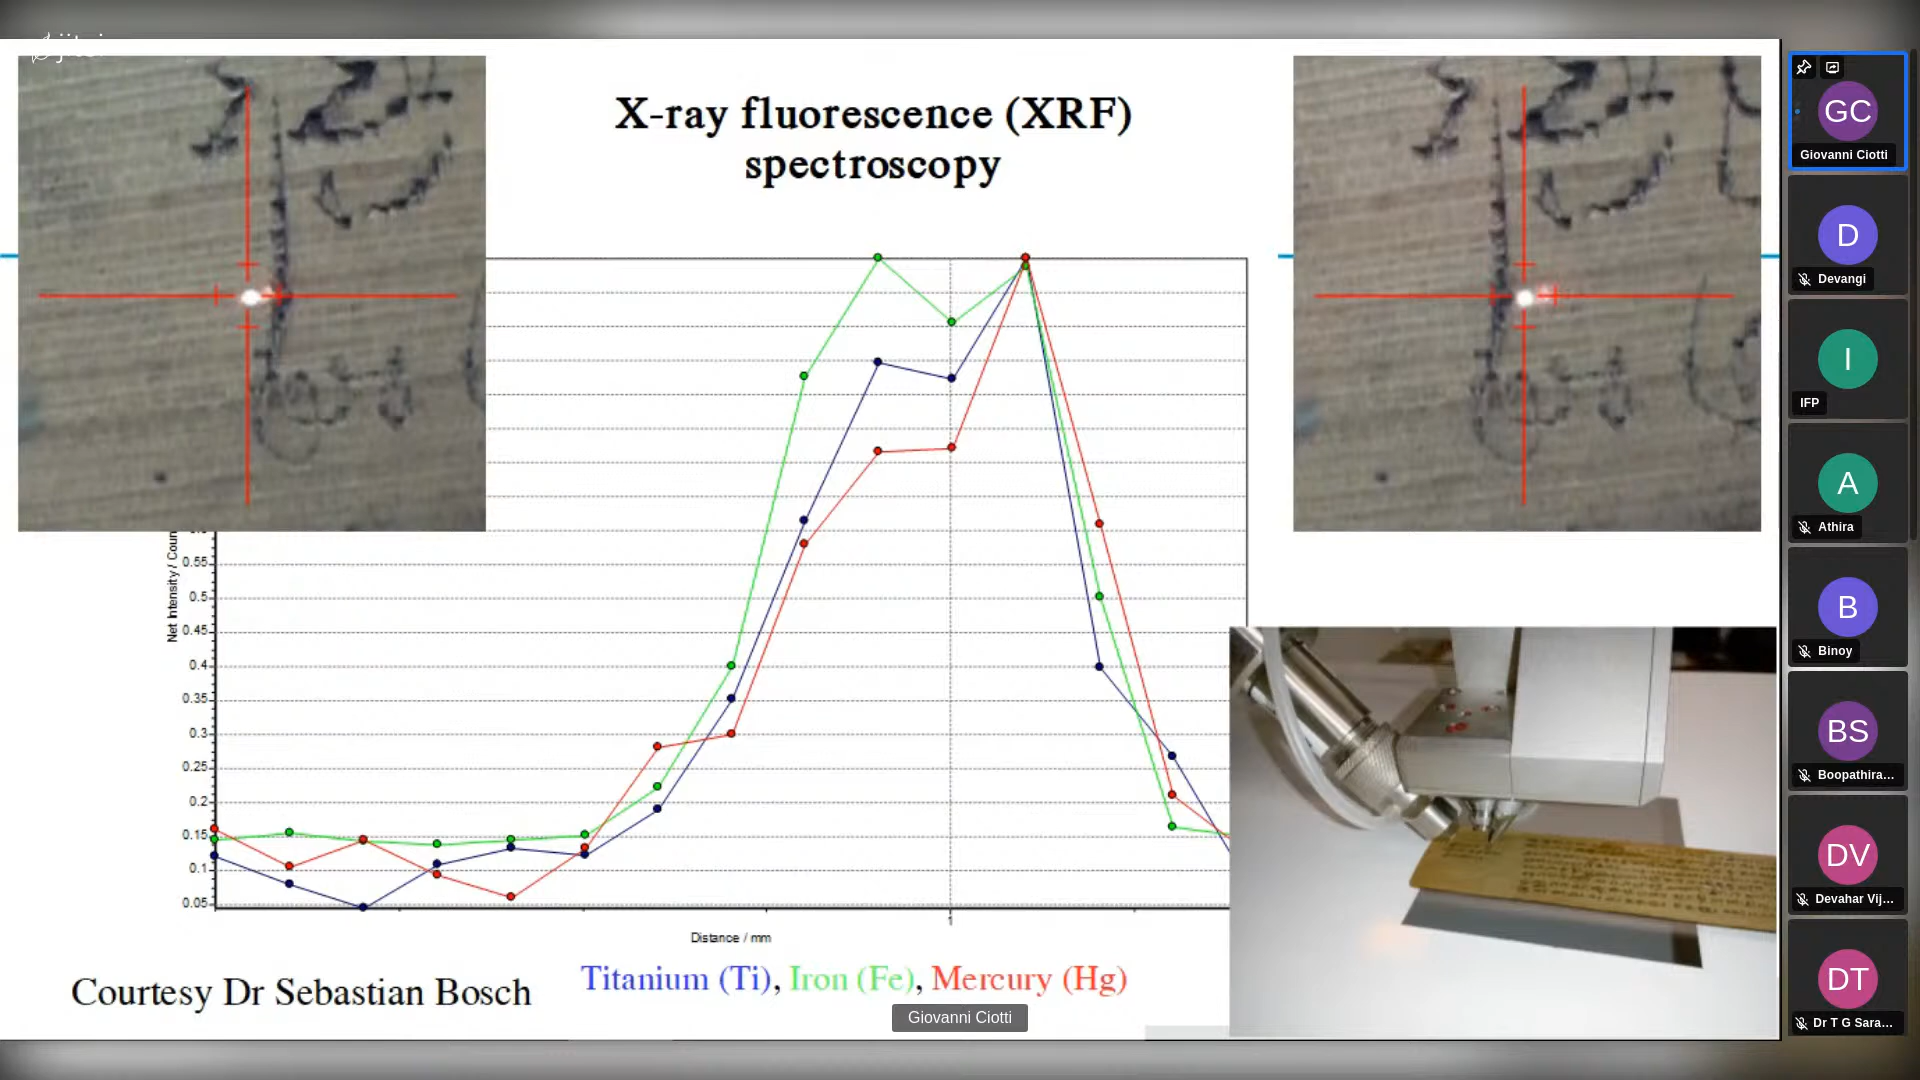 jitsi
X-ray fluorescence (XRF)
spectroscopy
Net Intensity / Coun
0.55
0.5
0.45
0.4
0.35
0.3
0.25
0.2
0.15
0.1
0.05
1
Distance / mm
Courtesy Dr Sebastian Bosch
Titanium (Ti), Iron (Fe), Mercury (Hg)
Giovanni Ciotti
GC
Giovanni Ciotti
D
Devangi
I
IFP
A
Athira
B
Binoy
BS
Boopathira...
DV
Devahar Vij...
DT
Dr T G Sara...